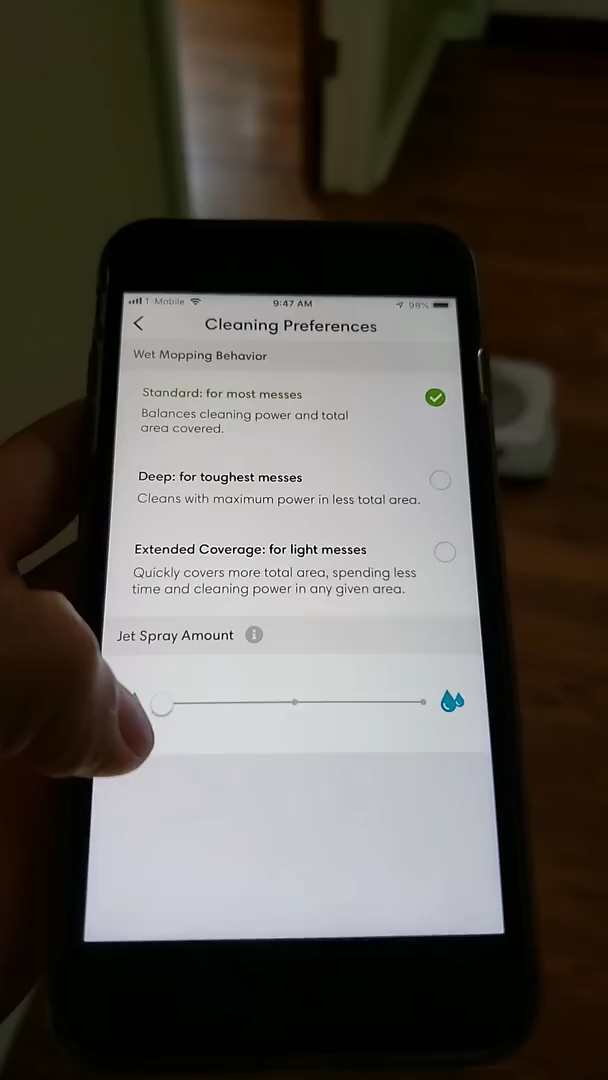 T Mobile
9:47 AM
98%
Cleaning Preferences
Wet Mopping Behavior
Standard: for most messes
Balances cleaning power and total
area covered.
Deep: for toughest messes
Cleans with maximum power in less total area.
Extended Coverage: for light messes
Quickly covers more total area, spending less
time and cleaning power in any given area.
Jet Spray Amount i